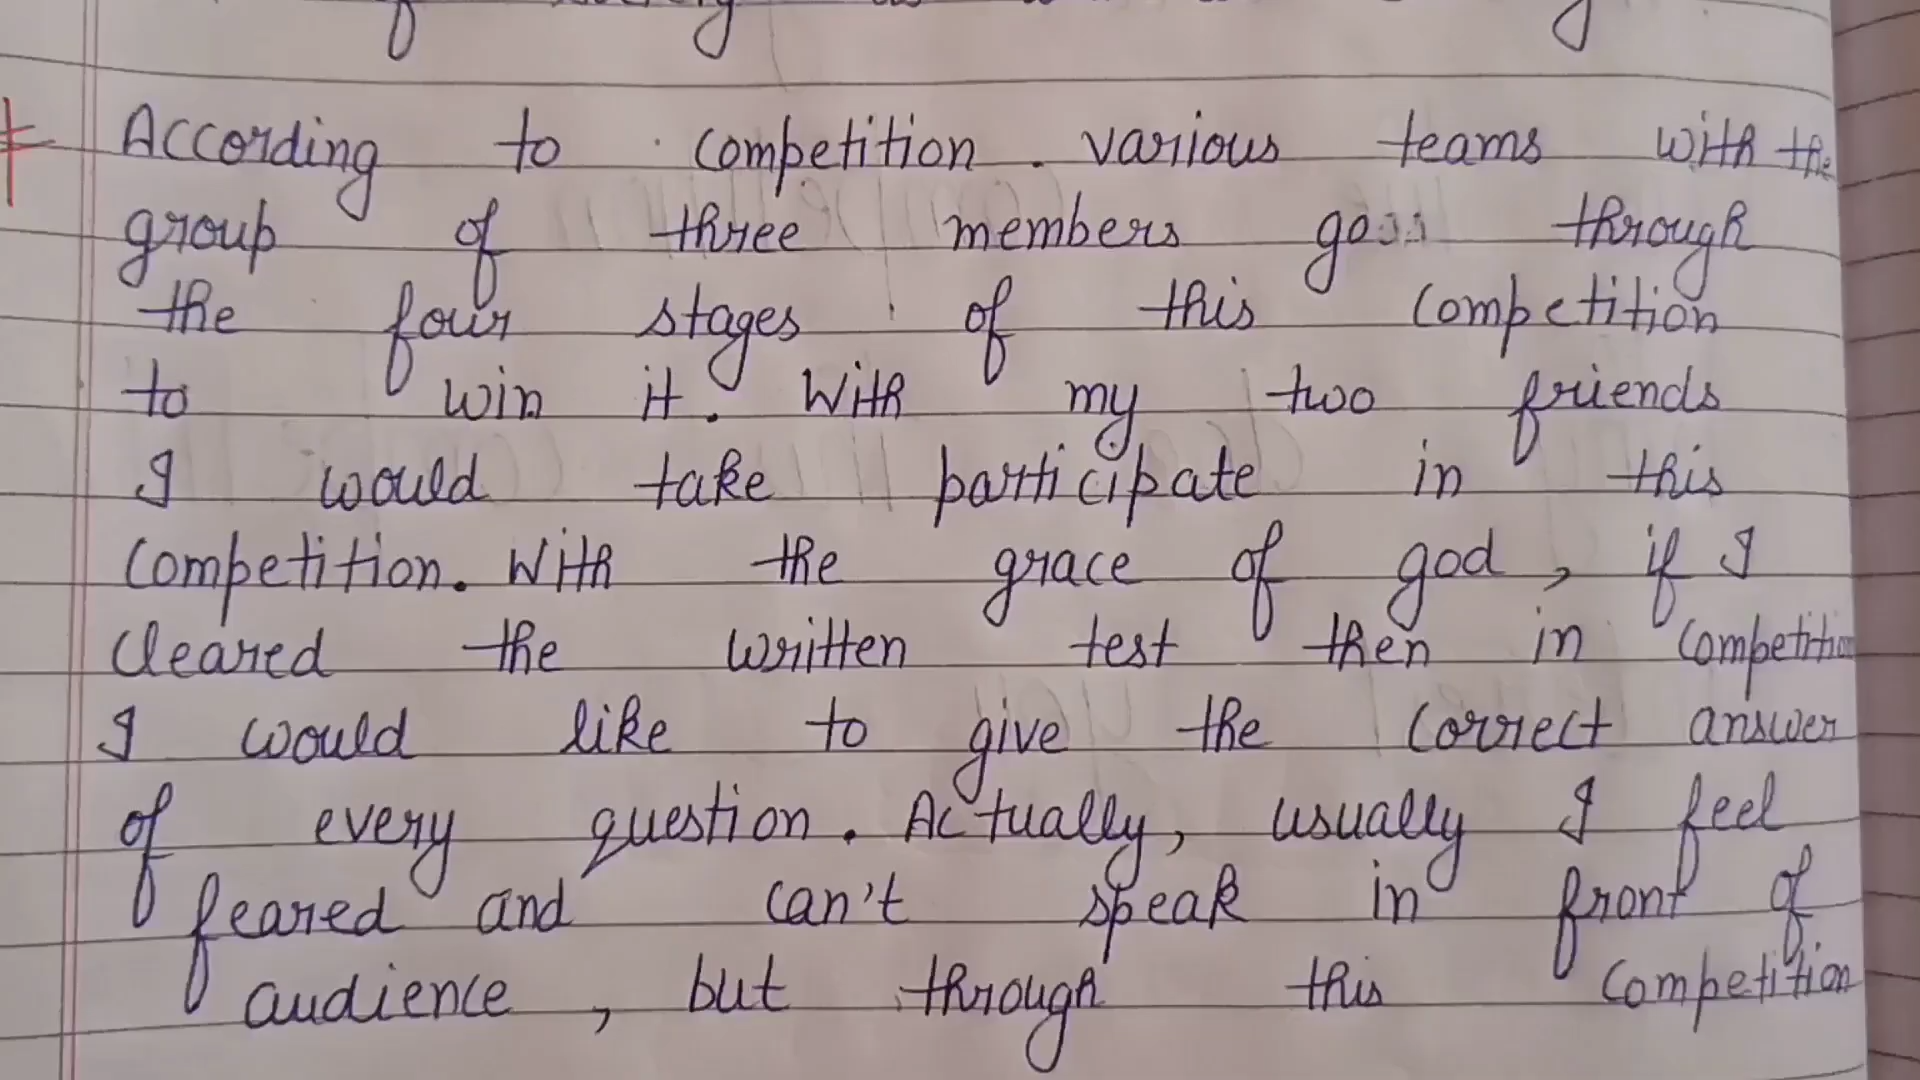 According to competition . various teams with the
group of three members goes through
the four stages of this competition
to win it. With my two friends
I would take participate in this
competition. With the grace of god, if I
cleared the written test then in competition
I would like to give the correct answer
of every question. Actually, usually I feel
feared and can't speak in front of
audience, but through this competition